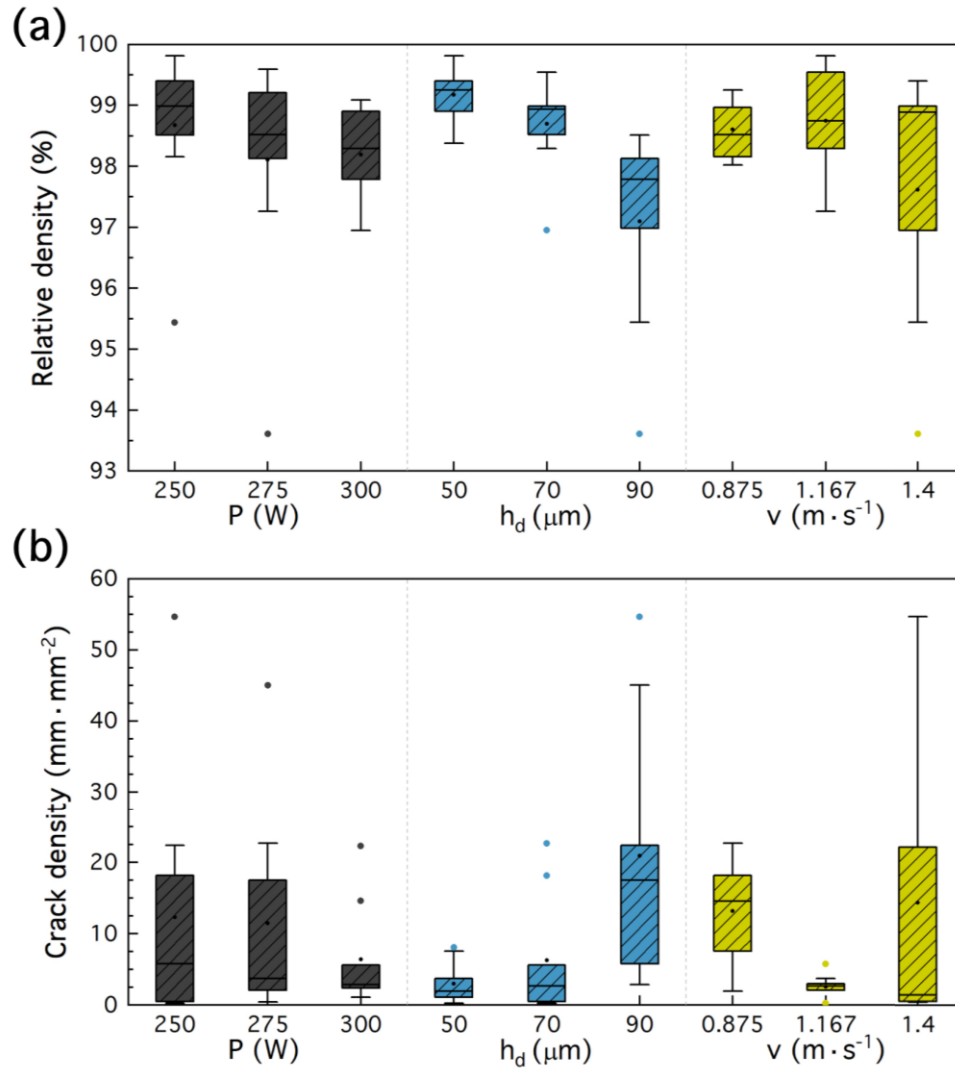 (a)
Relative density (%)
100
99
98
97
96
95
94
93
250 275 300 50 70 90 0.875 1.167 1.4
P (W) h_d (μm) v (m·s⁻¹)
(b)
Crack density (mm·mm⁻²)
60
50
40
30
20
10
0
250 275 300 50 70 90 0.875 1.167 1.4
P (W) h_d (μm) v (m·s⁻¹)